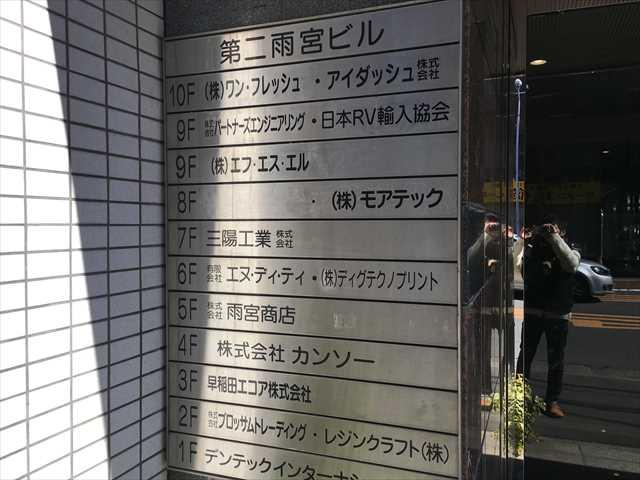 第二雨宮ビル
10F (株)ワン・フレッシュ ・アイダッシュ株式会社
9F 株式会社パートナーズエンジニアリング・日本RV輸入協会
9F (株)エフ・エス・エル
8F ・(株)モアテック
7F 三陽工業株式会社
6F 有限会社エヌ・ディ・ティ・(株)ディグテクノプリント
5F 株式会社雨宮商店
4F 株式会社 カンソー
3F 早稲田エコア株式会社
2F 株式会社ブロッサムトレーディング・レジンクラフト(株)
1F デンテックインターナシ